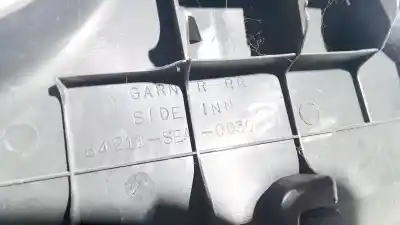 GARN R RR
SIDE INN
84211-SEA-0030